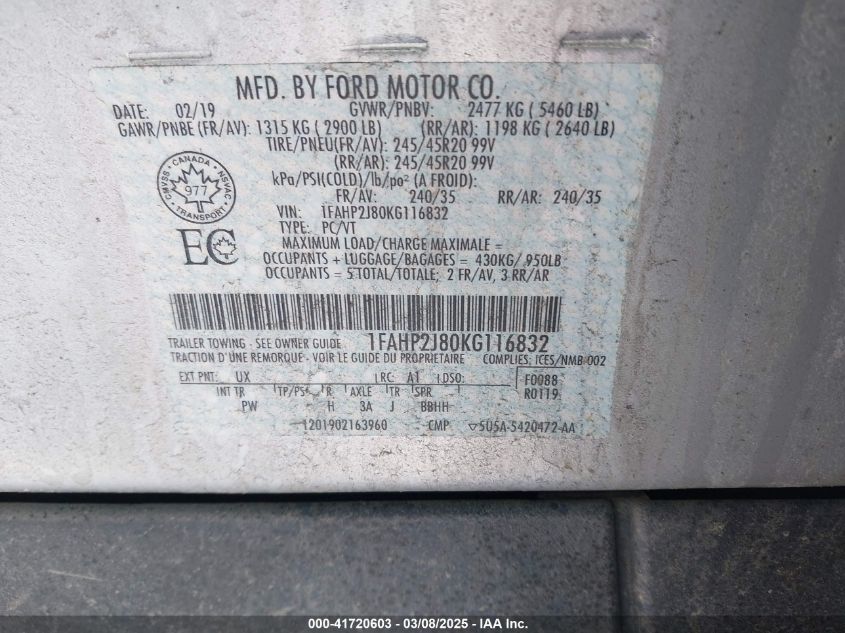 MFD. BY FORD MOTOR CO.
DATE: 02/19 GVWR/PNBV: 2477 KG ( 5460 LB)
GAWR/PNBE (FR/AV): 1315 KG ( 2900 LB) (RR/AR): 1198 KG ( 2640 LB)
TIRE/PNEU(FR/AV): 245/45R20 99V
(RR/AR): 245/45R20 99V
kPa/PSI(COLD)/lb/po² (A FROID):
FR/AV: 240/35 RR/AR: 240/35
VIN: 1FAHP2J80KG116832
TYPE: PC/VT
MAXIMUM LOAD/CHARGE MAXIMALE =
OCCUPANTS + LUGGAGE/BAGAGES = 430KG/ 950LB
OCCUPANTS = 5 TOTAL/TOTALE; 2 FR/AV, 3 RR/AR
CANADA
CMVSS NSVAC
977
TRANSPORT
EC
TRAILER TOWING - SEE OWNER GUIDE 1FAHP2J80KG116832
TRACTION D'UNE REMORQUE - VOIR LE GUIDE DU PROPRIETAIRE COMPLIES; ICES/NMB-002
EXT PNT: UX RC: A1 DSO: F0088
INT TR TP/PS R AXLE TR SPR R0119
PW H 3A J BBHH
1201902163960 CMP ▽5U5A-5420472-AA
000-41720603 - 03/08/2025 - IAA Inc.